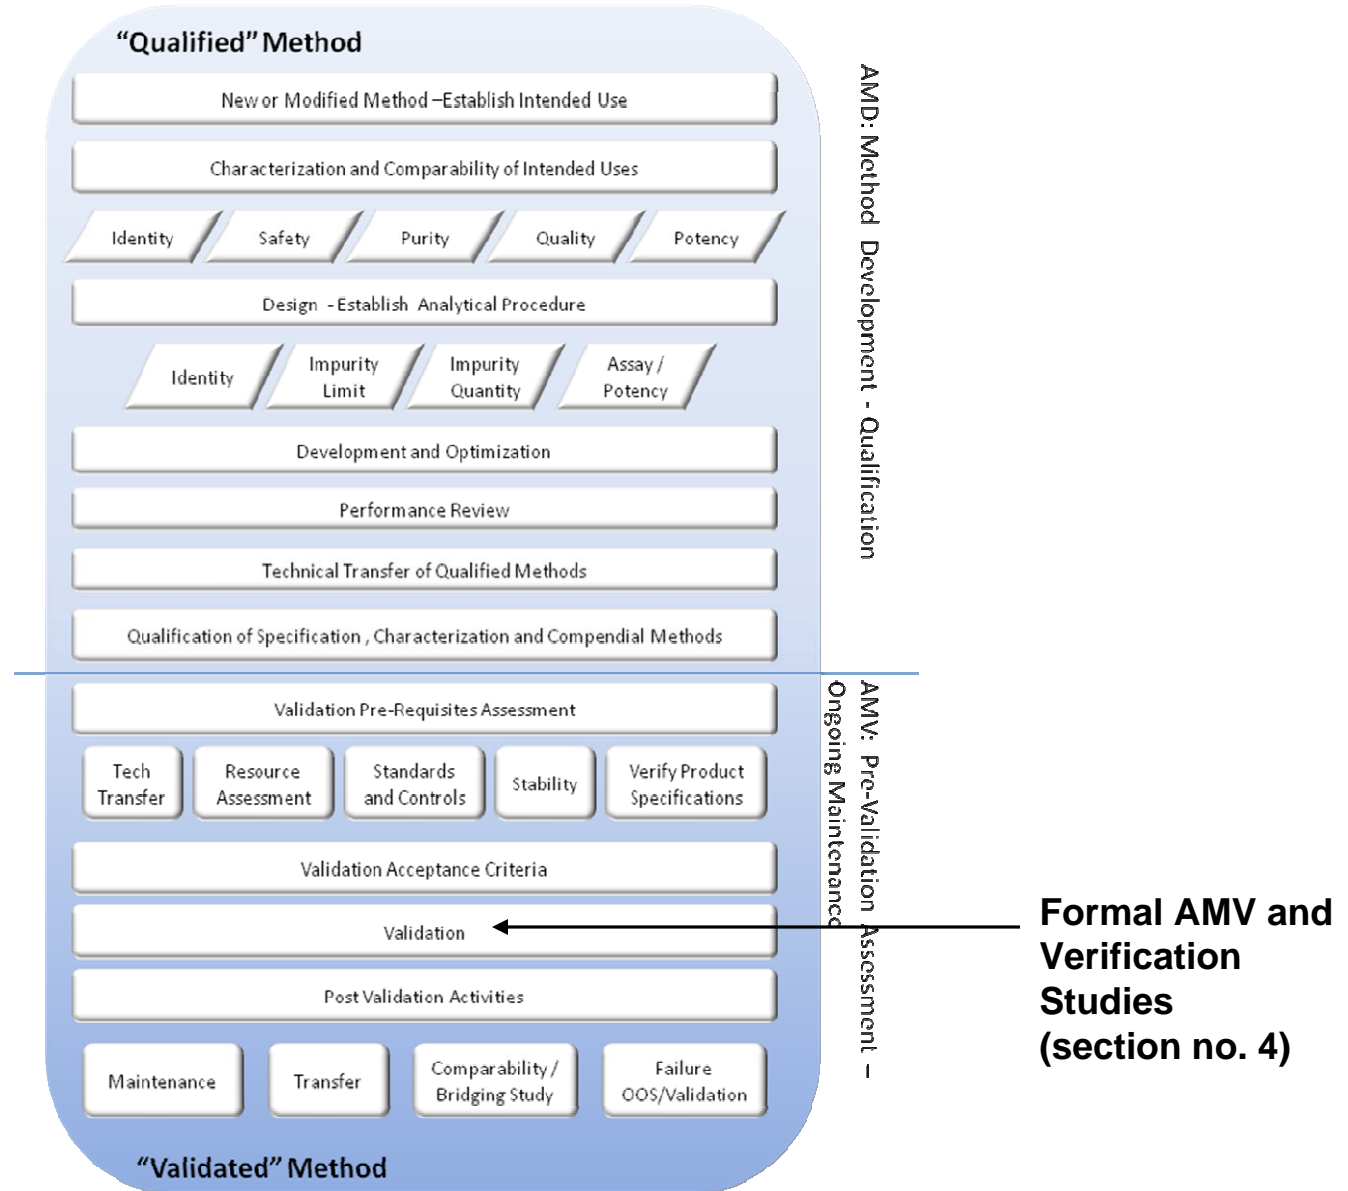 “Qualified” Method
New or Modified Method –Establish Intended Use
Characterization and Comparability of Intended Uses
Identity
Safety
Purity
Quality
Potency
Design - Establish Analytical Procedure
Identity
Impurity
Limit
Impurity
Quantity
Assay /
Potency
Development and Optimization
Performance Review
Technical Transfer of Qualified Methods
Qualification of Specification , Characterization and Compendial Methods
AMD: Method Development - Qualification
Validation Pre-Requisites Assessment
Tech
Transfer
Resource
Assessment
Standards
and Controls
Stability
Verify Product
Specifications
Validation Acceptance Criteria
Validation
Post Validation Activities
Maintenance
Transfer
Comparability /
Bridging Study
Failure
OOS/Validation
“Validated” Method
AMV: Pre-Validation Assessment –
Ongoing Maintenance
Formal AMV and
Verification
Studies
(section no. 4)